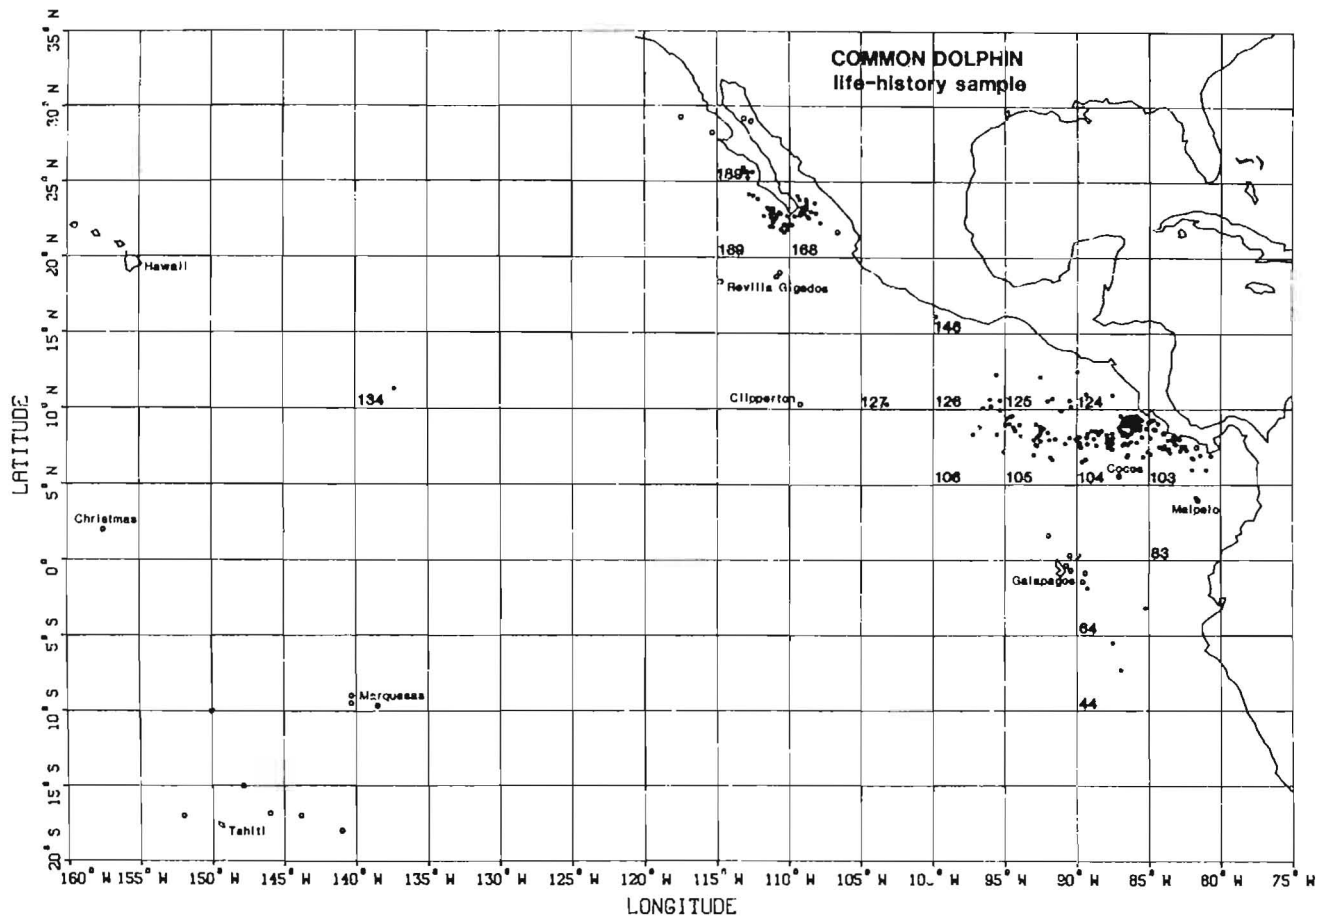 COMMON DOLPHIN
life-history sample
35° N
30° N
25° N
20° N
15° N
10° N
5° N
0°
5° S
10° S
15° S
20° S
LATITUDE
189
189
168
Hawaii
Revilla Gigedos
146
134
Clipperton
127
126
125
124
Cocos
106
105
104
103
Malpelo
Christmas
83
Galapagos
64
Marquesas
44
Tahiti
160° W
155° W
150° W
145° W
140° W
135° W
130° W
125° W
120° W
115° W
110° W
105° W
W
95° W
90° W
85° W
80° W
75° W
LONGITUDE